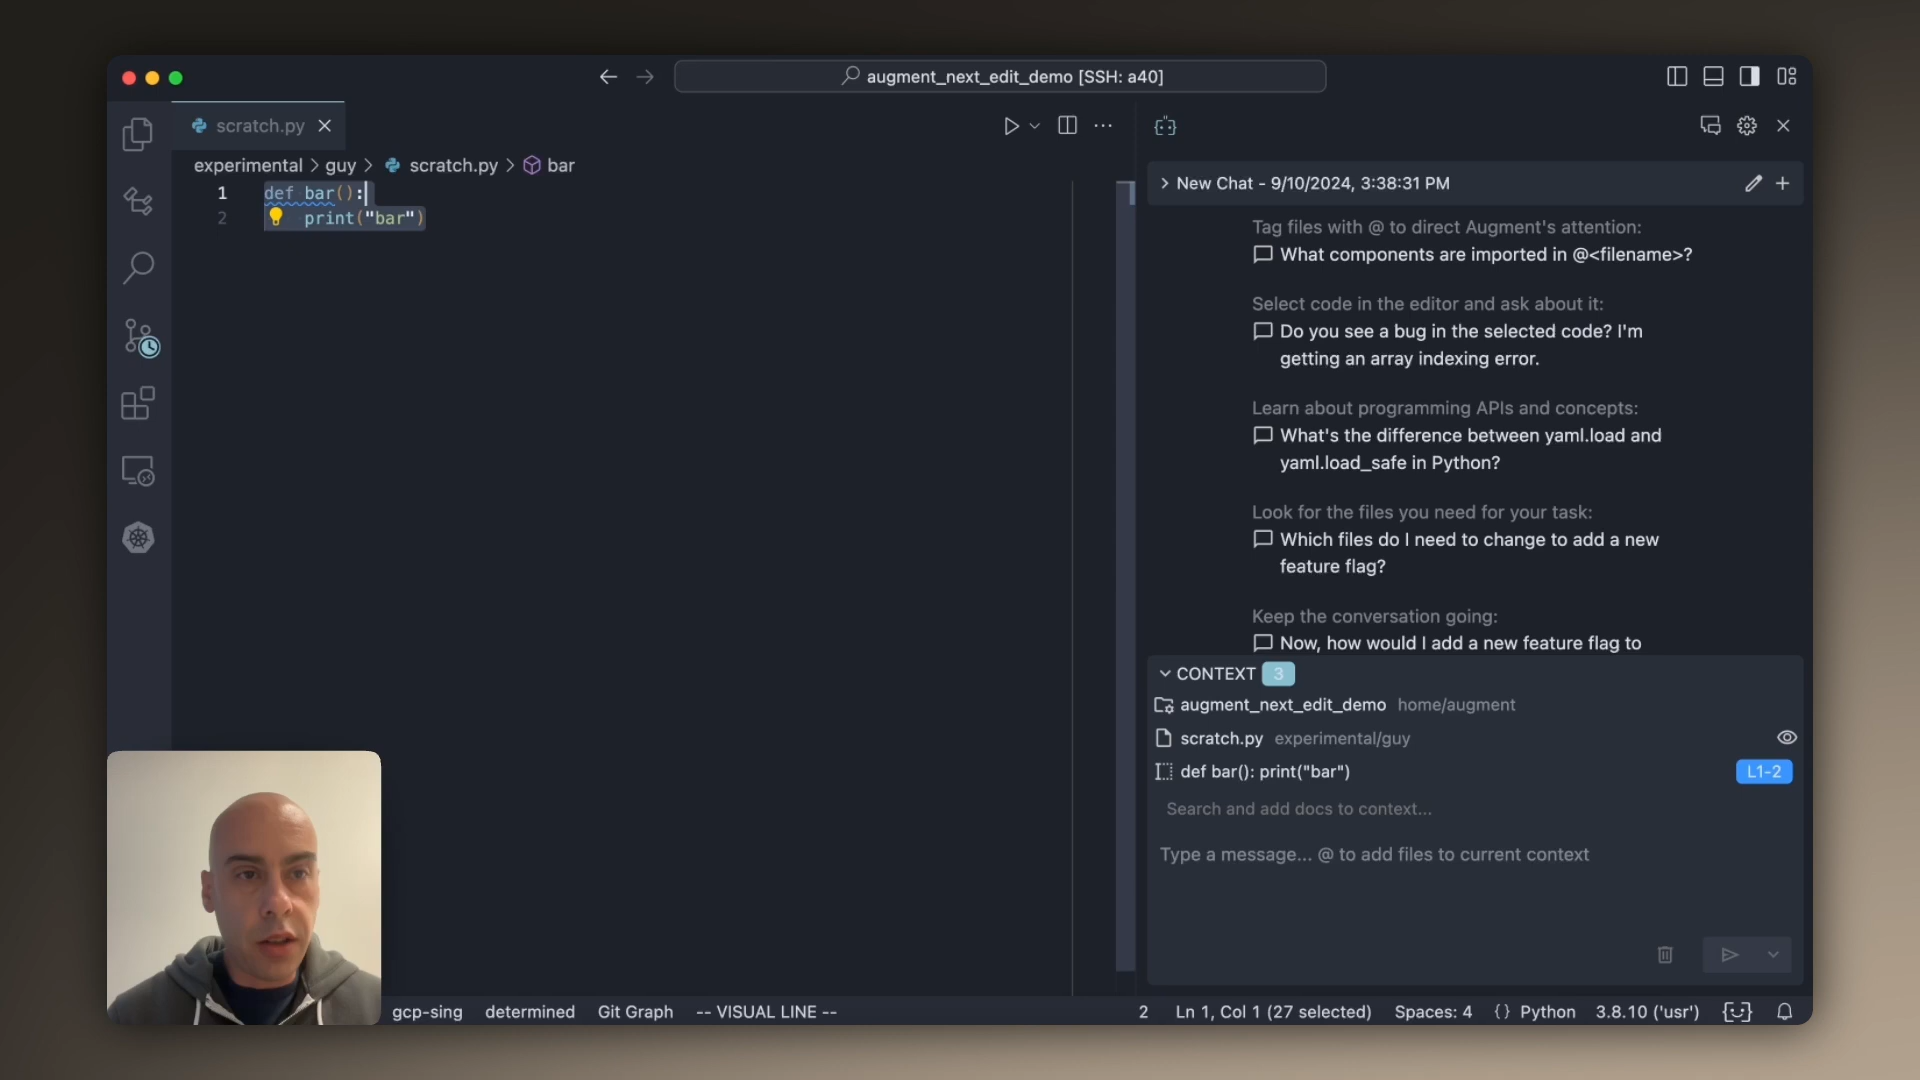 augment_next_edit_demo [SSH: a40]
scratch.py
experimental > guy > scratch.py > bar
1 def bar():
2 print("bar")
New Chat - 9/10/2024, 3:38:31 PM
Tag files with @ to direct Augment's attention:
What components are imported in @<filename>?
Select code in the editor and ask about it:
Do you see a bug in the selected code? I'm
getting an array indexing error.
Learn about programming APIs and concepts:
What's the difference between yaml.load and
yaml.load_safe in Python?
Look for the files you need for your task:
Which files do I need to change to add a new
feature flag?
Keep the conversation going:
Now, how would I add a new feature flag to
CONTEXT 3
augment_next_edit_demo home/augment
scratch.py experimental/guy
def bar(): print("bar") L1-2
Search and add docs to context...
Type a message... @ to add files to current context
gcp-sing determined Git Graph -- VISUAL LINE -- 2 Ln 1, Col 1 (27 selected) Spaces: 4 {} Python 3.8.10 ('usr')